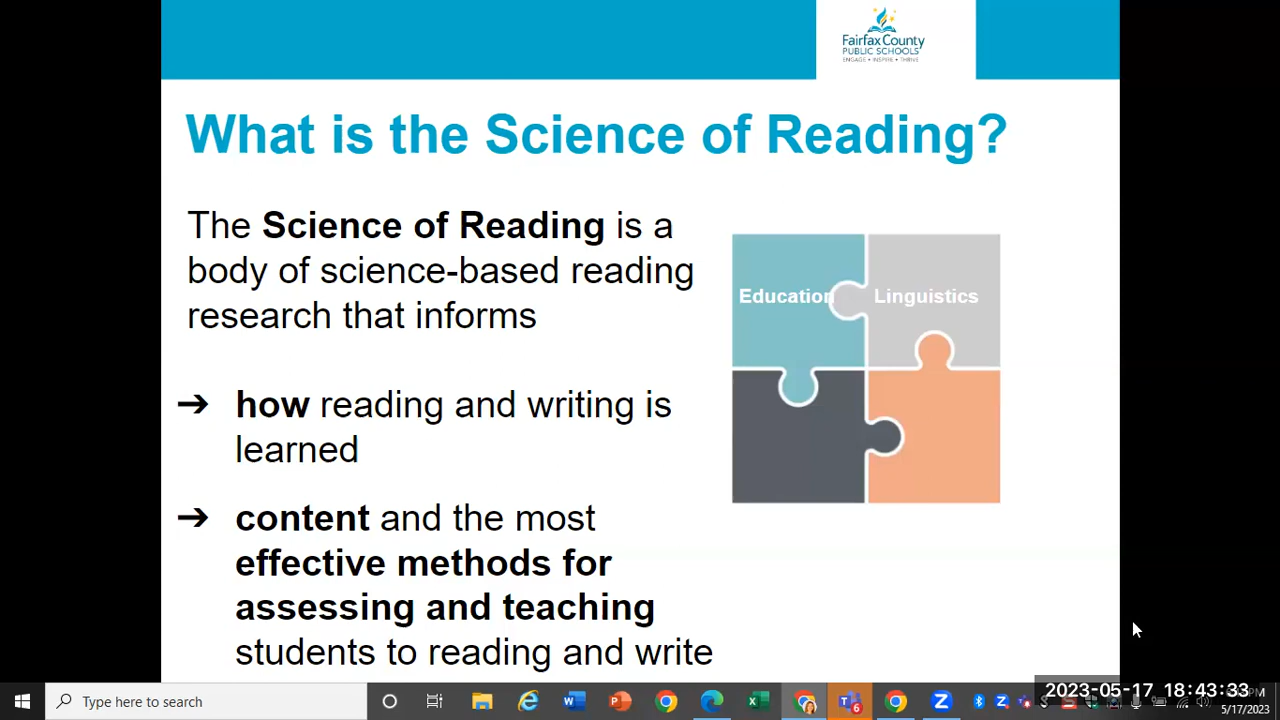 Fairfax County
PUBLIC SCHOOLS
ENGAGE • INSPIRE • THRIVE
What is the Science of Reading?
The Science of Reading is a
body of science-based reading
research that informs
➔ how reading and writing is
learned
➔ content and the most
effective methods for
assessing and teaching
students to reading and write
Education
Linguistics
Type here to search
2023-05-17 18:43:33
5/17/2023